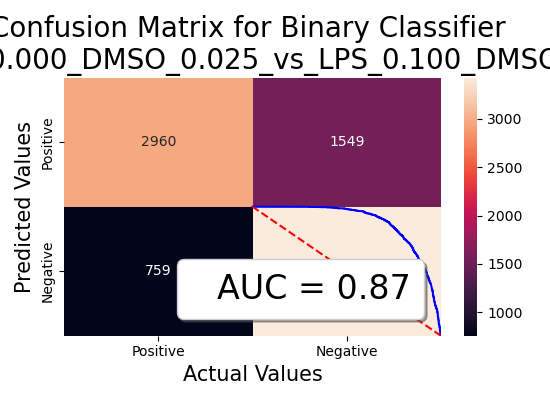 Confusion Matrix for Binary Classifier
0.000_DMSO_0.025_vs_LPS_0.100_DMSO
Predicted Values
Positive
Negative
2960
1549
759
AUC = 0.87
Positive
Negative
Actual Values
3000
2500
2000
1500
1000